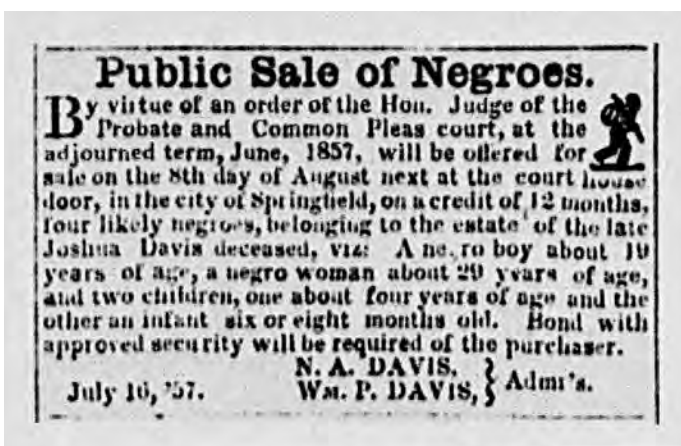 Public Sale of Negroes.
By virtue of an order of the Hon. Judge of the
Probate and Common Pleas court, at the
adjourned term, June, 1857, will be offered for
sale on the 8th day of August next at the court house
door, in the city of Springfield, on a credit of 12 months,
four likely negroes, belonging to the estate of the late
Joshua Davis deceased, viz: A negro boy about 19
years of age, a negro woman about 29 years of age,
and two children, one about four years of age and the
other an infant six or eight months old. Bond with
approved security will be required of the purchaser.
N. A. DAVIS,
WM. P. DAVIS, } Admr's.
July 16, '57.